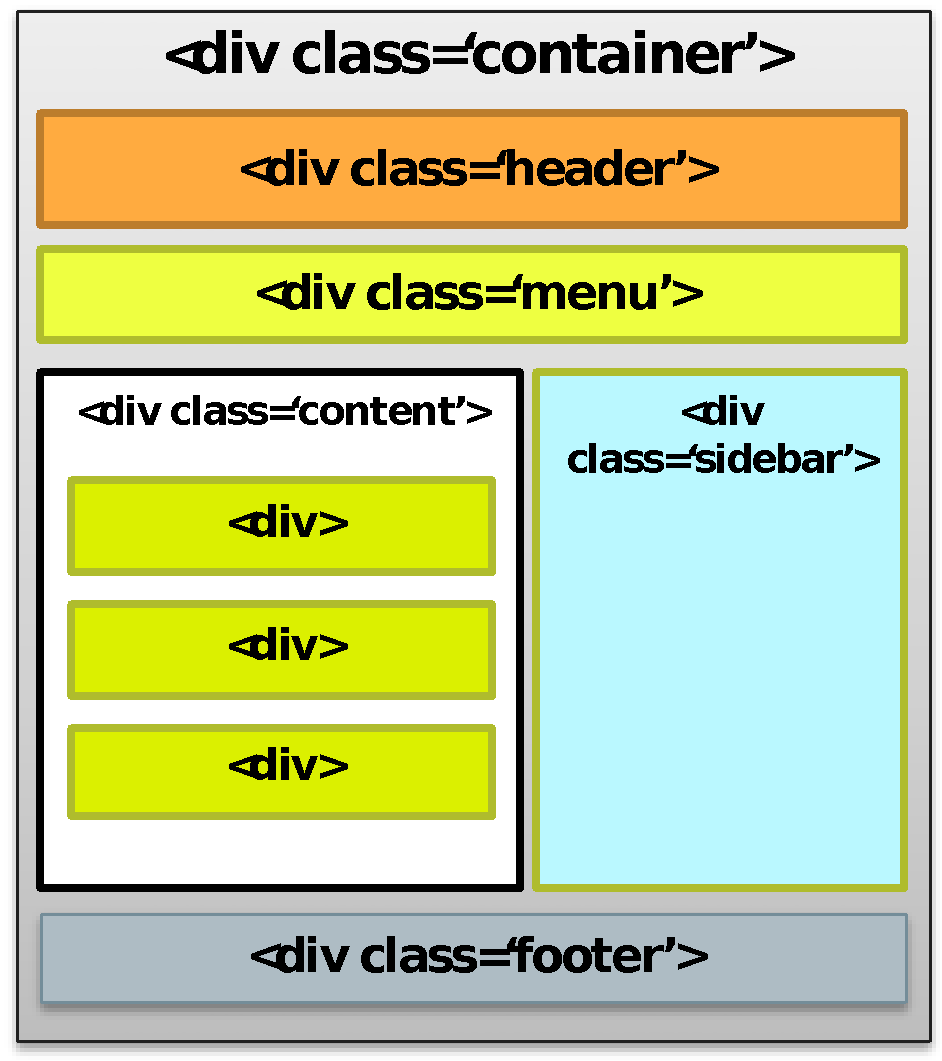 <div class=‘container’>
<div class=‘header’>
<div class=‘menu’>
<div class=‘content’>
<div>
<div>
<div>
<div
class=‘sidebar’>
<div class=‘footer’>